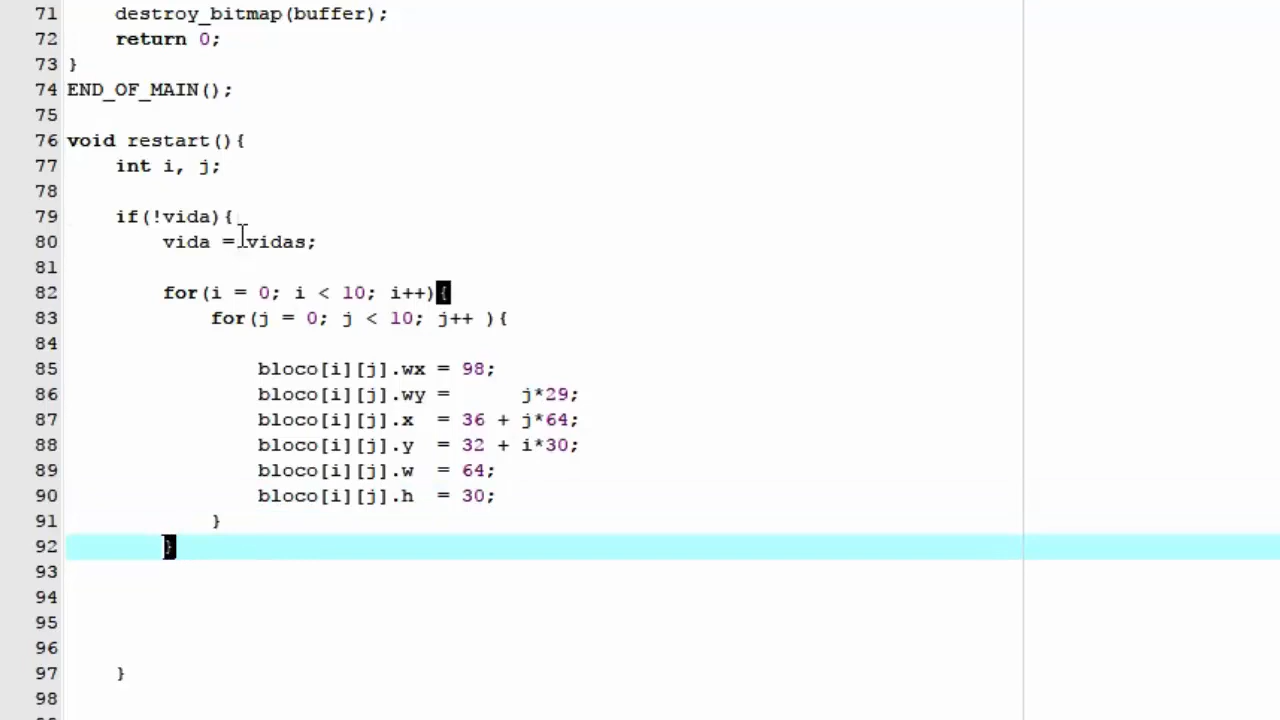 71 destroy_bitmap(buffer);
72 return 0;
73 }
74 END_OF_MAIN();
75
76 void restart(){
77 int i, j;
78
79 if(!vida){
80 vida = vidas;
81
82 for(i = 0; i < 10; i++){
83 for(j = 0; j < 10; j++ ){
84
85 bloco[i][j].wx = 98;
86 bloco[i][j].wy =      j*29;
87 bloco[i][j].x  = 36 + j*64;
88 bloco[i][j].y  = 32 + i*30;
89 bloco[i][j].w  = 64;
90 bloco[i][j].h  = 30;
91 }
92 }
93
94
95
96
97 }
98